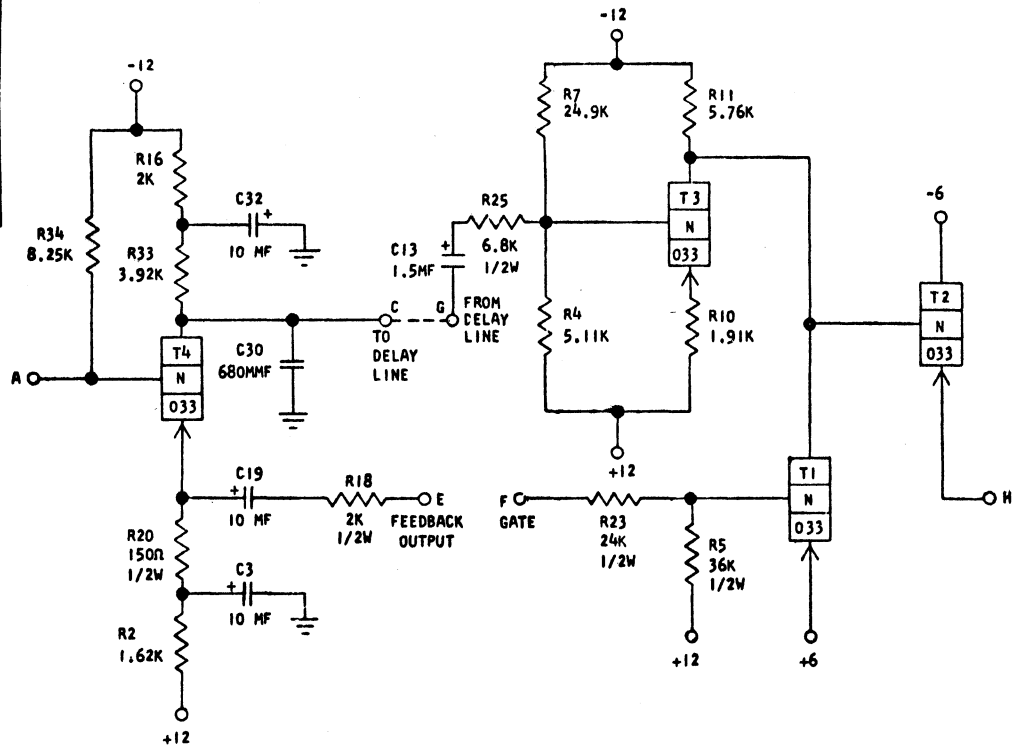 -12
R34
8.25K
R16
2K
C32
+
10 MF
R33
3.92K
A
T4
N
033
C30
680MMF
C
TO
DELAY
LINE
G
FROM
DELAY
LINE
C13
+
1.5MF
R25
6.8K
1/2W
-12
R7
24.9K
R11
5.76K
T3
N
033
R4
5.11K
R10
1.91K
+12
-6
T2
N
033
H
C19
+
10 MF
R18
2K
1/2W
E
FEEDBACK
OUTPUT
R20
150Ω
1/2W
C3
+
10 MF
R2
1.62K
+12
F
GATE
R23
24K
1/2W
R5
36K
1/2W
+12
T1
N
033
+6